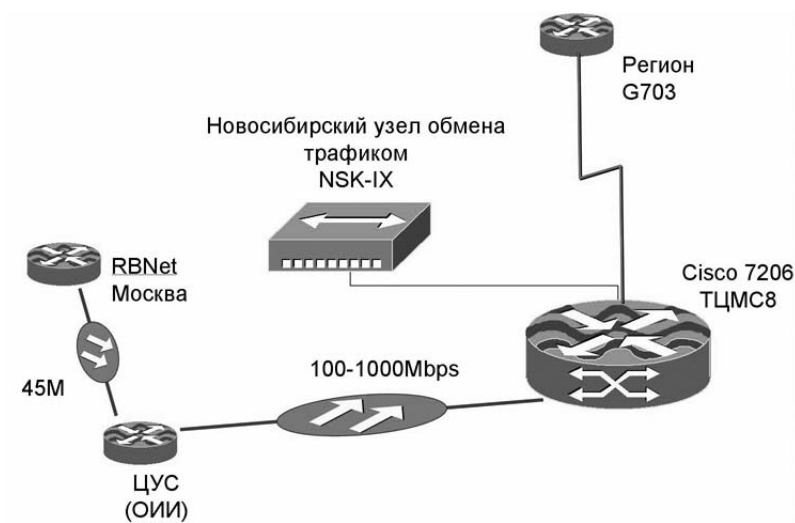 Регион
G703
Новосибирский узел обмена
трафиком
NSK-IX
RBNet
Москва
Cisco 7206
ТЦМС8
45M
100-1000Mbps
ЦУС
(ОИИ)